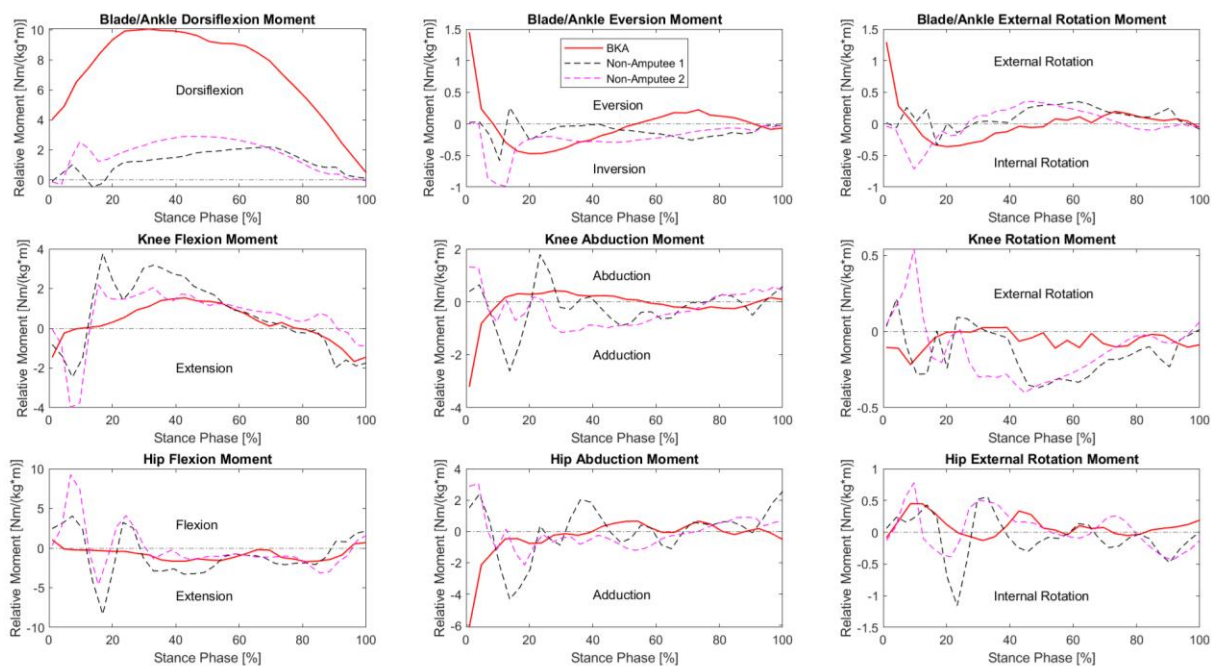 Blade/Ankle Dorsiflexion Moment
Relative Moment [Nm/(kg*m)]
10
8
6
4
2
0
Dorsiflexion
0 20 40 60 80 100
Stance Phase [%]
Blade/Ankle Eversion Moment
Relative Moment [Nm/(kg*m)]
1.5
1
0.5
0
-0.5
-1
BKA
Non-Amputee 1
Non-Amputee 2
Eversion
Inversion
0 20 40 60 80 100
Stance Phase [%]
Blade/Ankle External Rotation Moment
Relative Moment [Nm/(kg*m)]
1.5
1
0.5
0
-0.5
-1
External Rotation
Internal Rotation
0 20 40 60 80 100
Stance Phase [%]
Knee Flexion Moment
Relative Moment [Nm/(kg*m)]
4
2
0
-2
-4
Extension
0 20 40 60 80 100
Stance Phase [%]
Knee Abduction Moment
Relative Moment [Nm/(kg*m)]
2
0
-2
-4
Abduction
Adduction
0 20 40 60 80 100
Stance Phase [%]
Knee Rotation Moment
Relative Moment [Nm/(kg*m)]
0.5
0
-0.5
External Rotation
0 20 40 60 80 100
Stance Phase [%]
Hip Flexion Moment
Relative Moment [Nm/(kg*m)]
10
5
0
-5
-10
Flexion
Extension
0 20 40 60 80 100
Stance Phase [%]
Hip Abduction Moment
Relative Moment [Nm/(kg*m)]
4
2
0
-2
-4
-6
Adduction
0 20 40 60 80 100
Stance Phase [%]
Hip External Rotation Moment
Relative Moment [Nm/(kg*m)]
1
0.5
0
-0.5
-1
-1.5
Internal Rotation
0 20 40 60 80 100
Stance Phase [%]